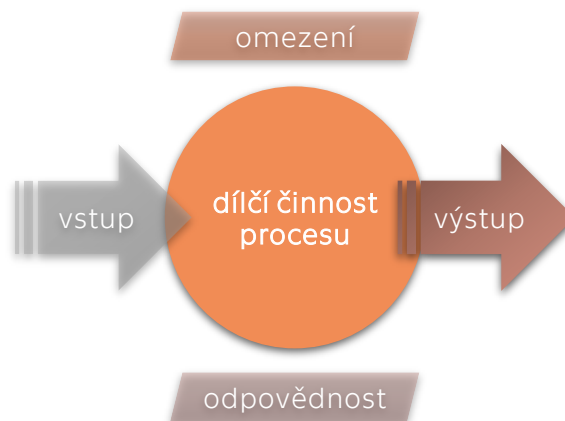 omezení
vstup
dílčí činnost
procesu
výstup
odpovědnost